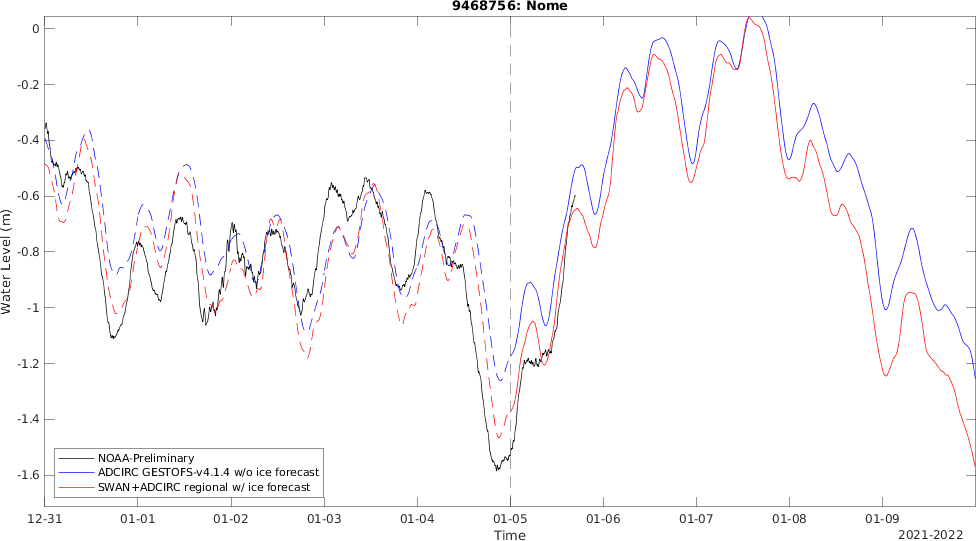 9468756: Nome
0
-0.2
-0.4
-0.6
-0.8
-1
-1.2
-1.4
-1.6
Water Level (m)
NOAA-Preliminary
ADCIRC GESTOFS-v4.1.4 w/o ice forecast
SWAN+ADCIRC regional w/ ice forecast
12-31 01-01 01-02 01-03 01-04 01-05 01-06 01-07 01-08 01-09
Time
2021-2022